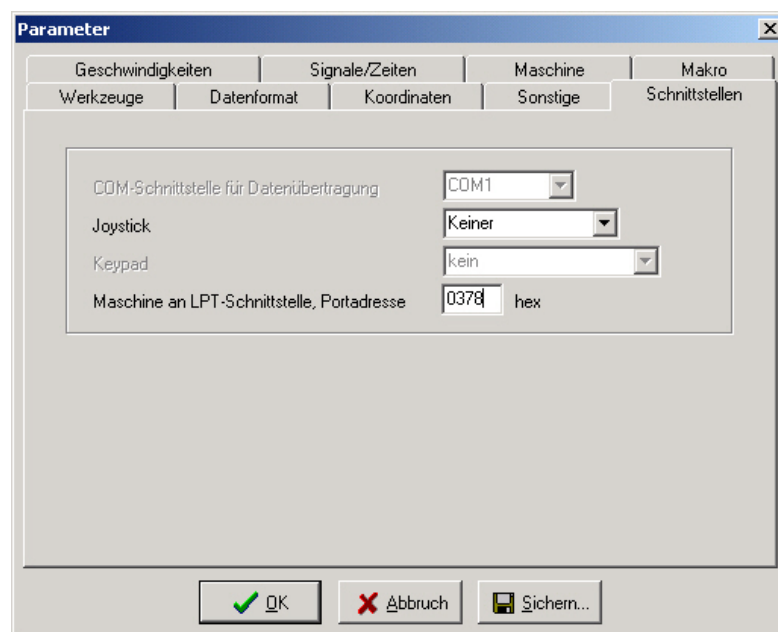 Parameter
Geschwindigkeiten Signale/Zeiten Maschine Makro
Werkzeuge Datenformat Koordinaten Sonstige Schnittstellen
COM-Schnittstelle für Datenübertragung COM1
Joystick Keiner
Keypad kein
Maschine an LPT-Schnittstelle, Portadresse 0378 hex
OK Abbruch Sichern...